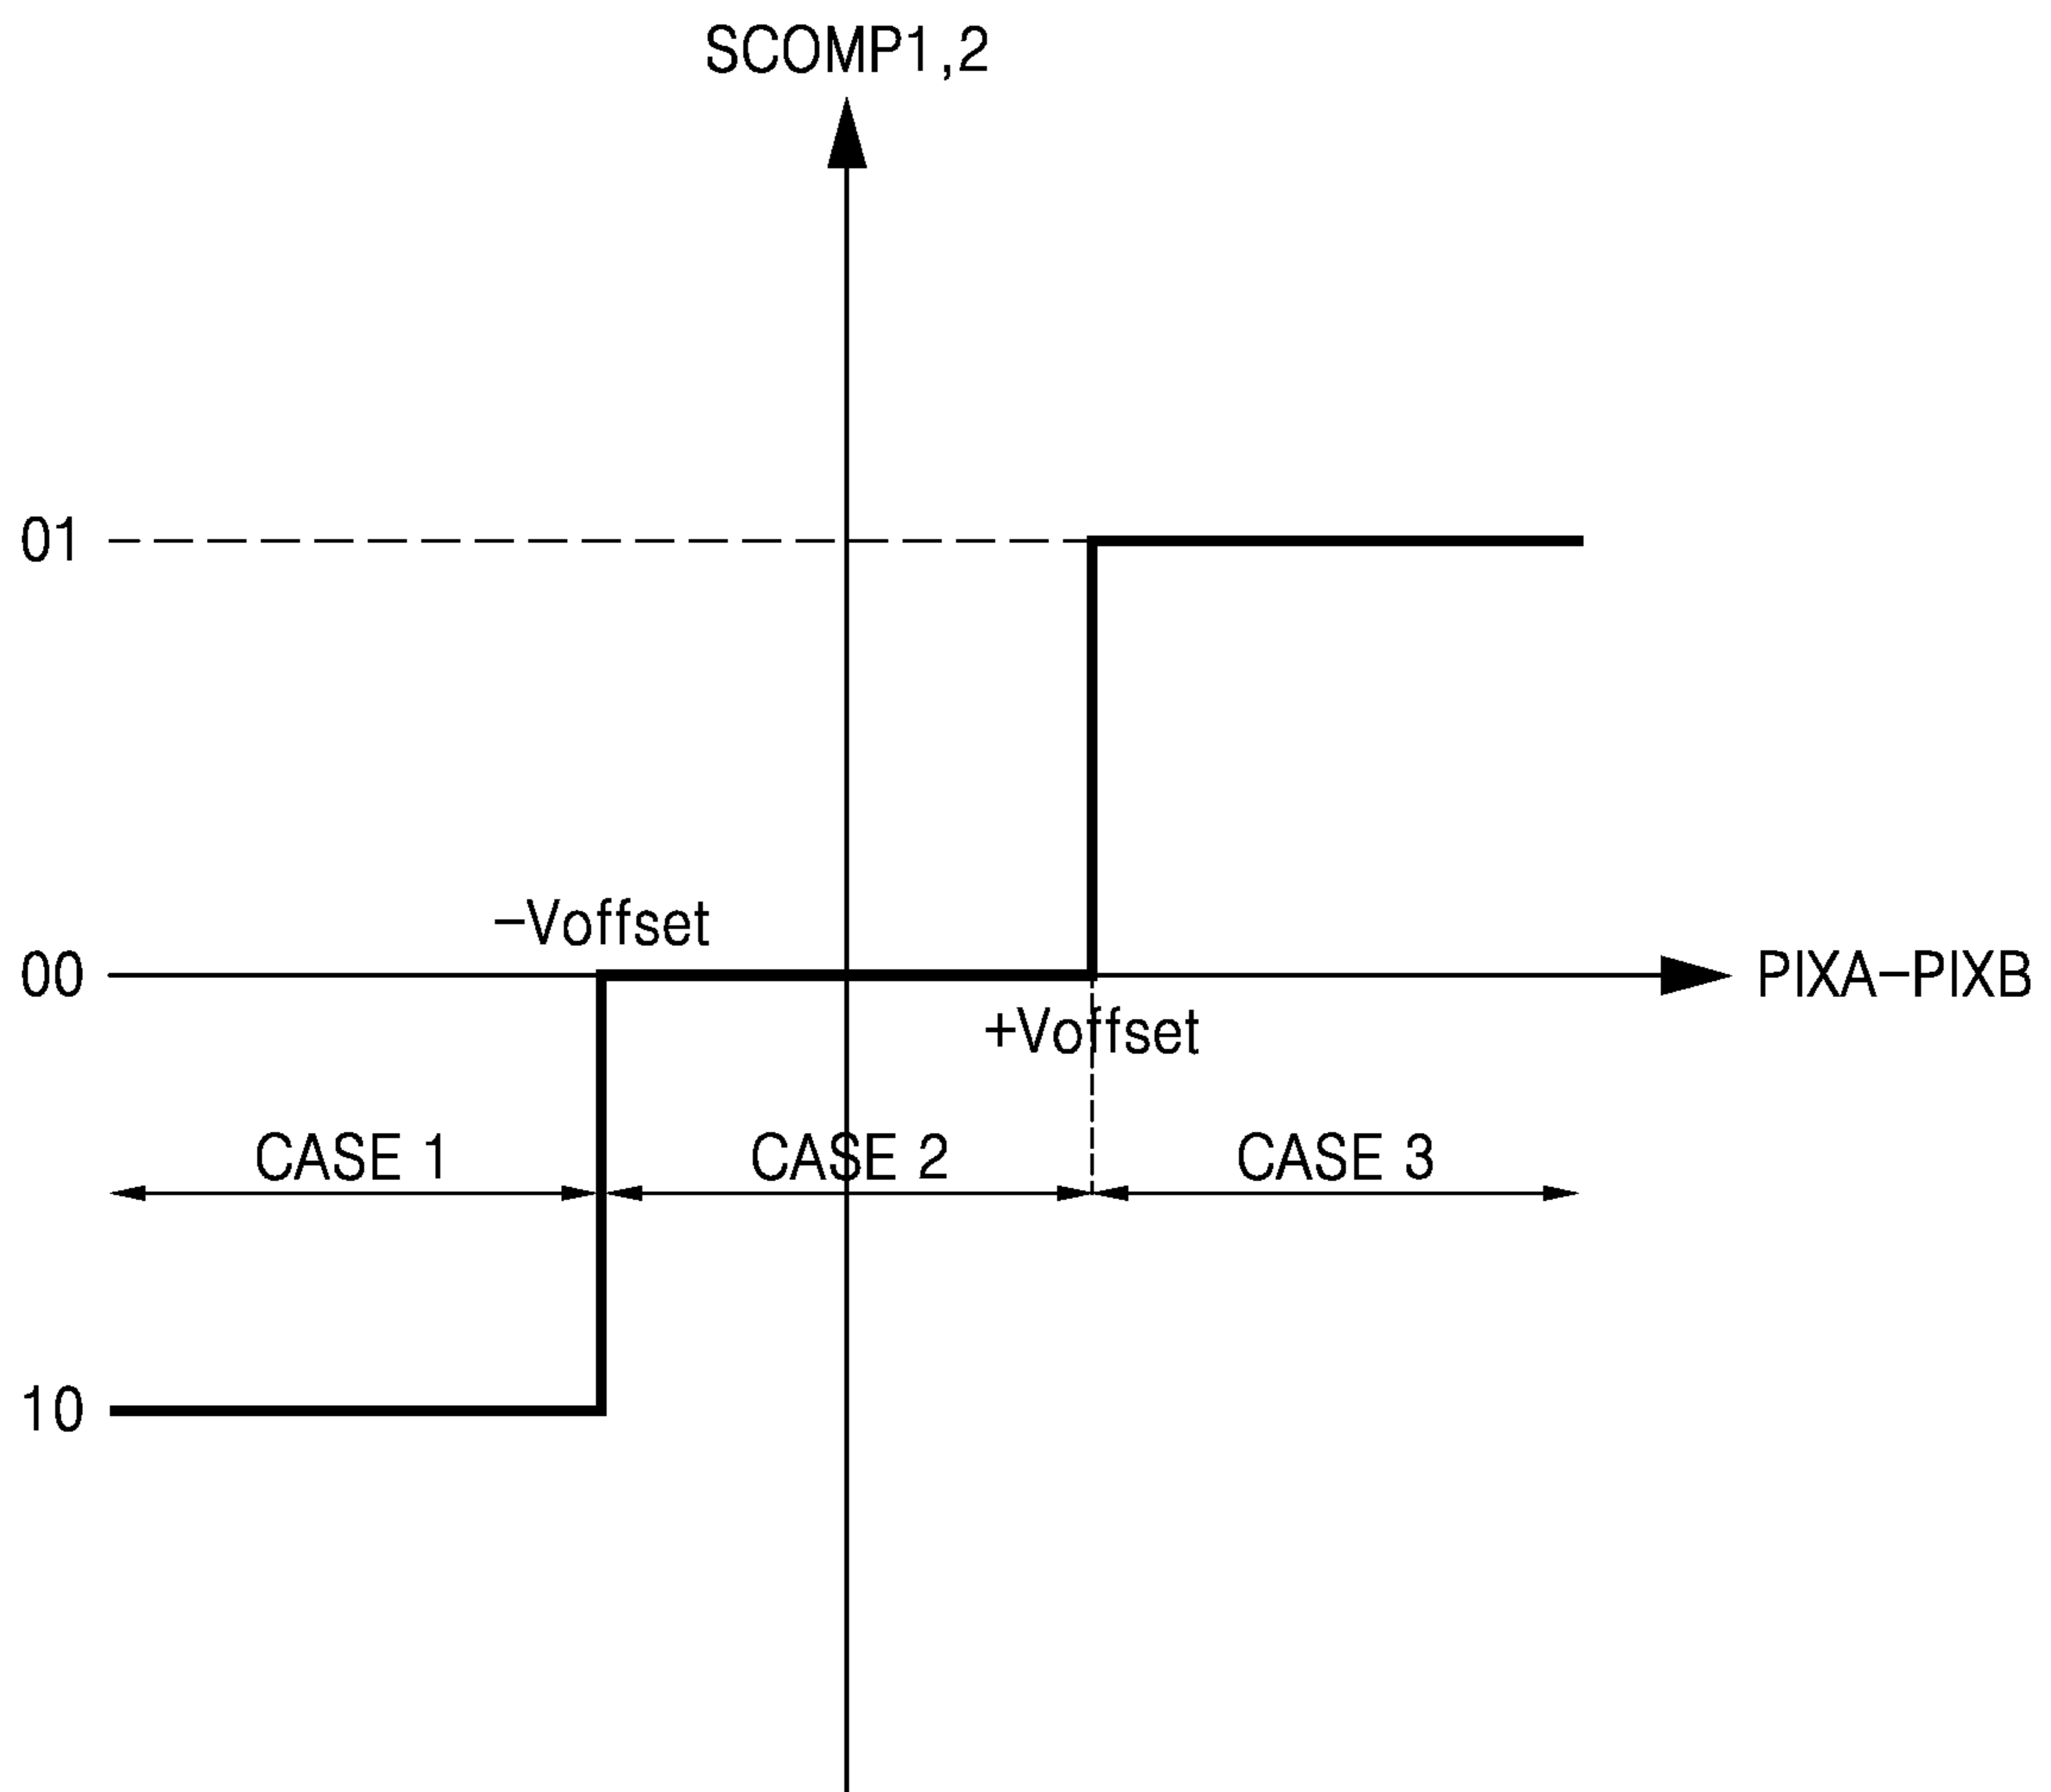 SCOMP1,2
01
-Voffset
00
PIXA-PIXB
+Voffset
CASE 1
CASE 2
CASE 3
10